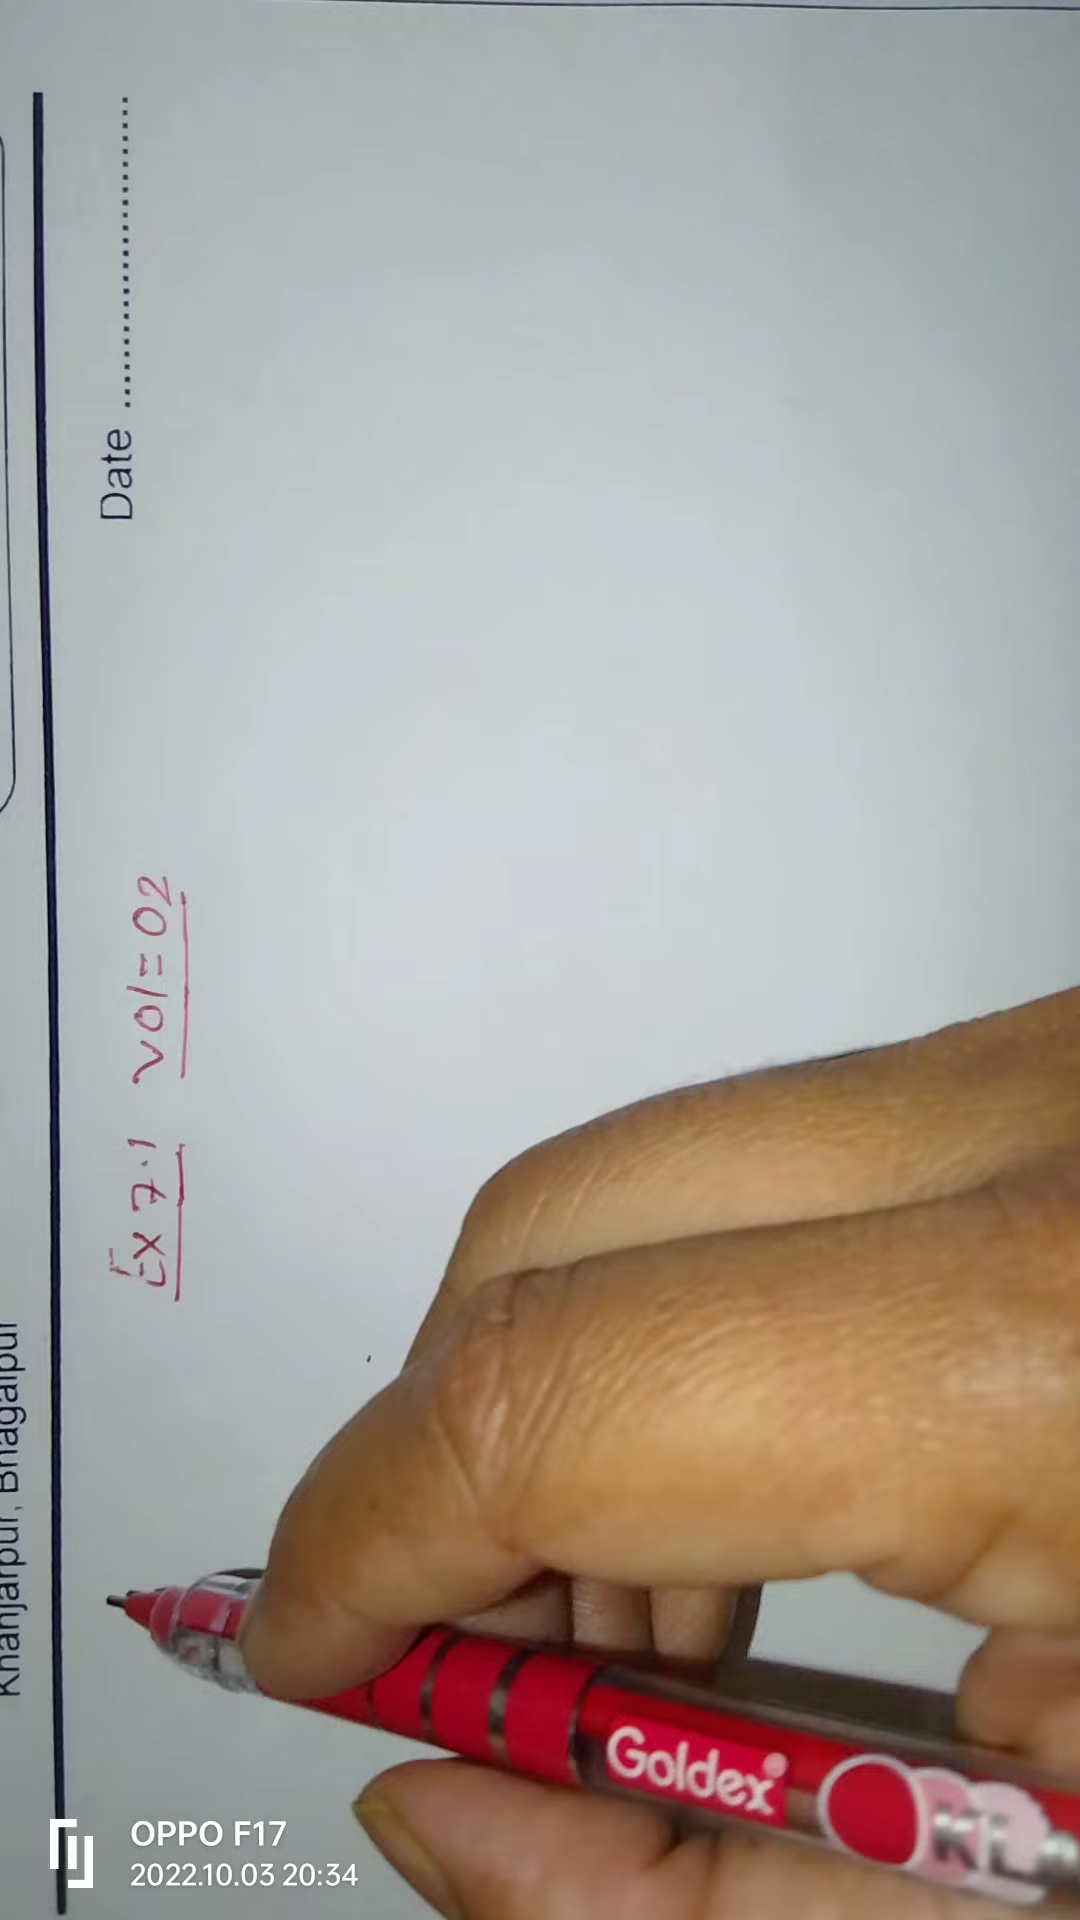 Khanjarpur, Bhagalpur
Date ................................
Ex 7.1 vol = 02
Goldex®
OPPO F17
2022.10.03 20:34